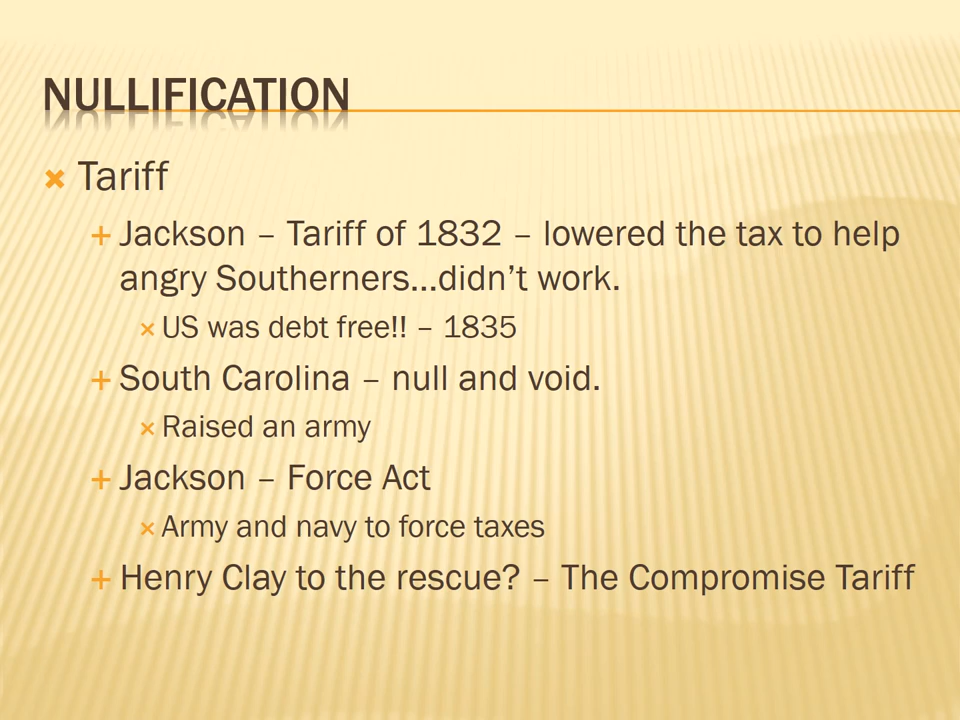 NULLIFICATION
Tariff
Jackson – Tariff of 1832 – lowered the tax to help
angry Southerners…didn’t work.
US was debt free!! – 1835
South Carolina – null and void.
Raised an army
Jackson – Force Act
Army and navy to force taxes
Henry Clay to the rescue? – The Compromise Tariff